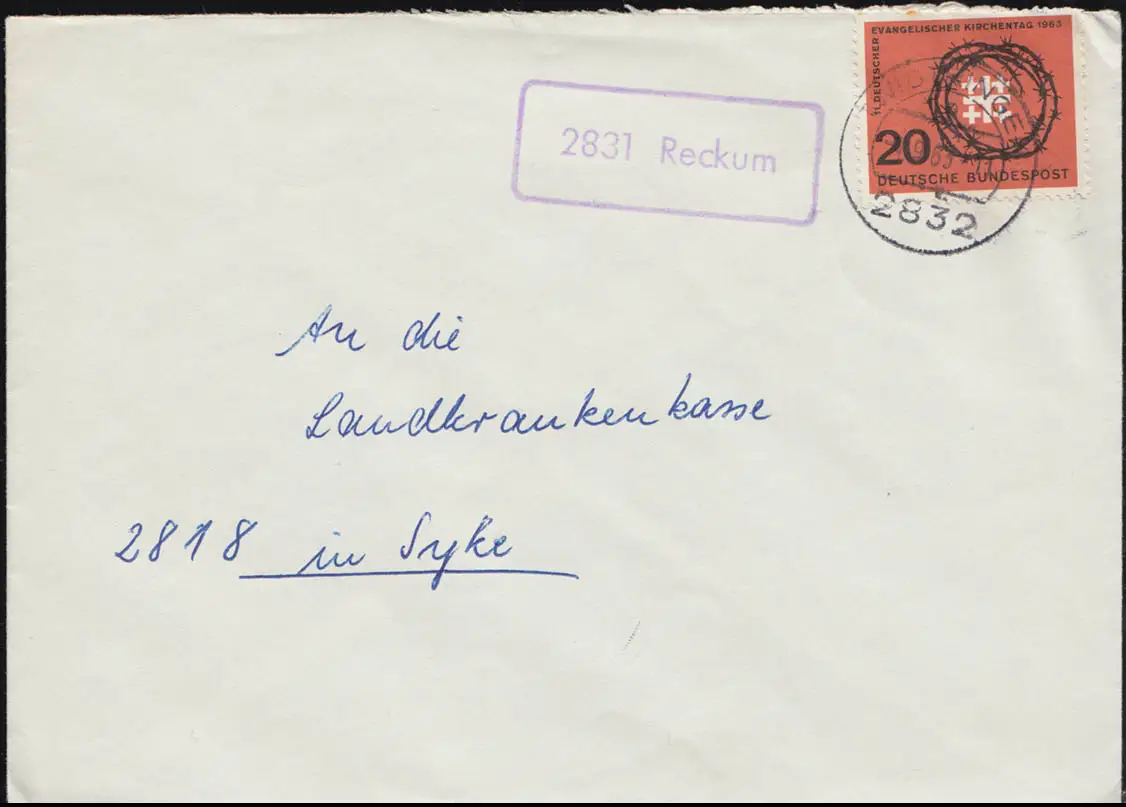 2831 Reckum
11. DEUTSCHER EVANGELISCHER KIRCHENTAG 1963
20
DEUTSCHE BUNDESPOST
2832
An die
Landkrankenkasse
2818 in Syke